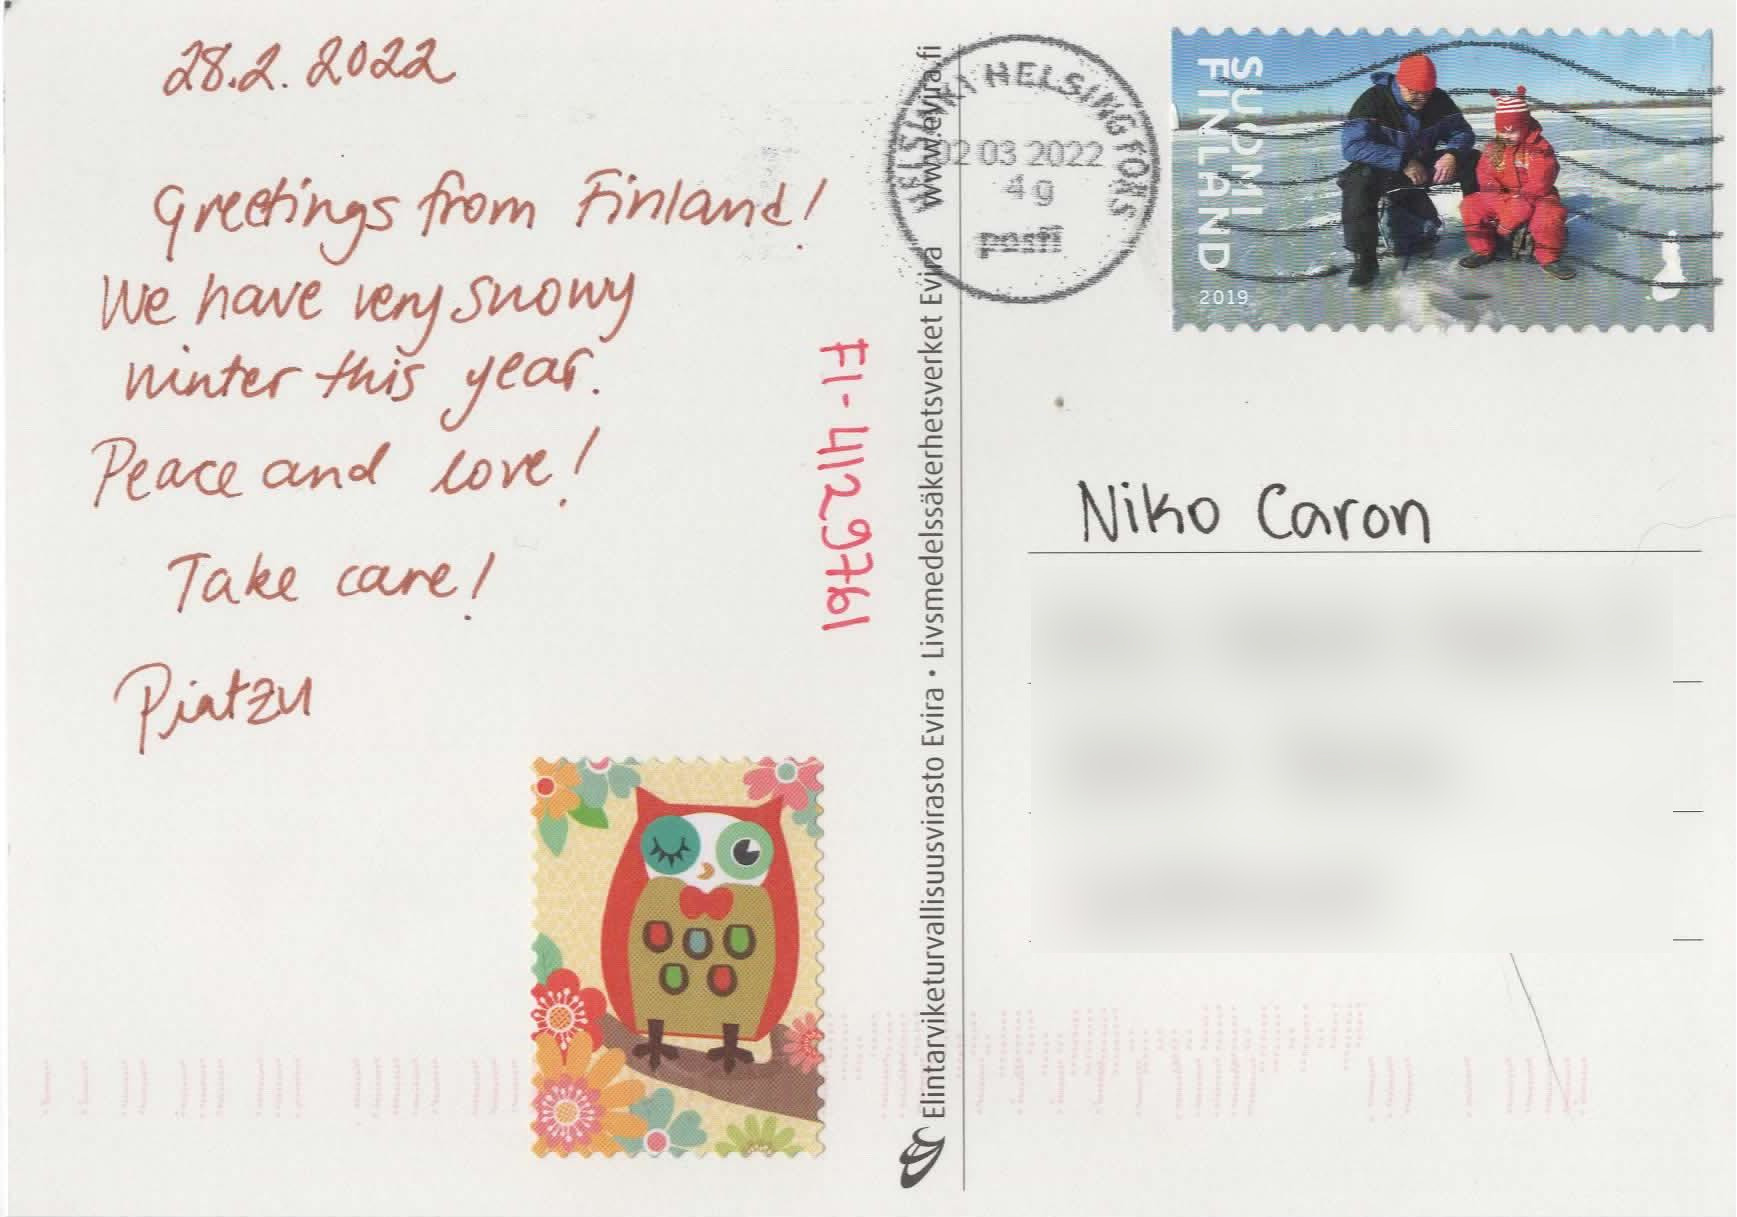 28.2. 2022
Greetings from Finland!
We have very snowy
winter this year.
Peace and love!
Take care!
Piatzu
FI-4129761
Elintarviketurvallisuusvirasto Evira • Livsmedelssäkerhetsverket Evira www.evira.fi
HELSINKI HELSINGFORS
02 03 2022
4g
posti
SUOMI
FINLAND
2019
Niko Caron